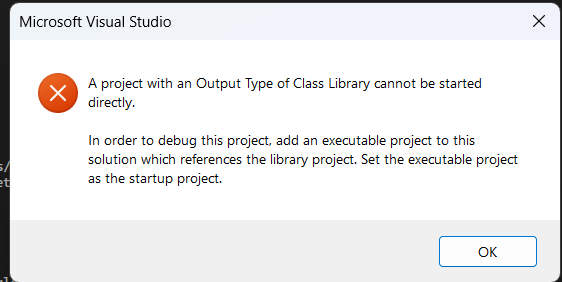 Microsoft Visual Studio
A project with an Output Type of Class Library cannot be started
directly.
In order to debug this project, add an executable project to this
solution which references the library project. Set the executable project
as the startup project.
s/
et
OK